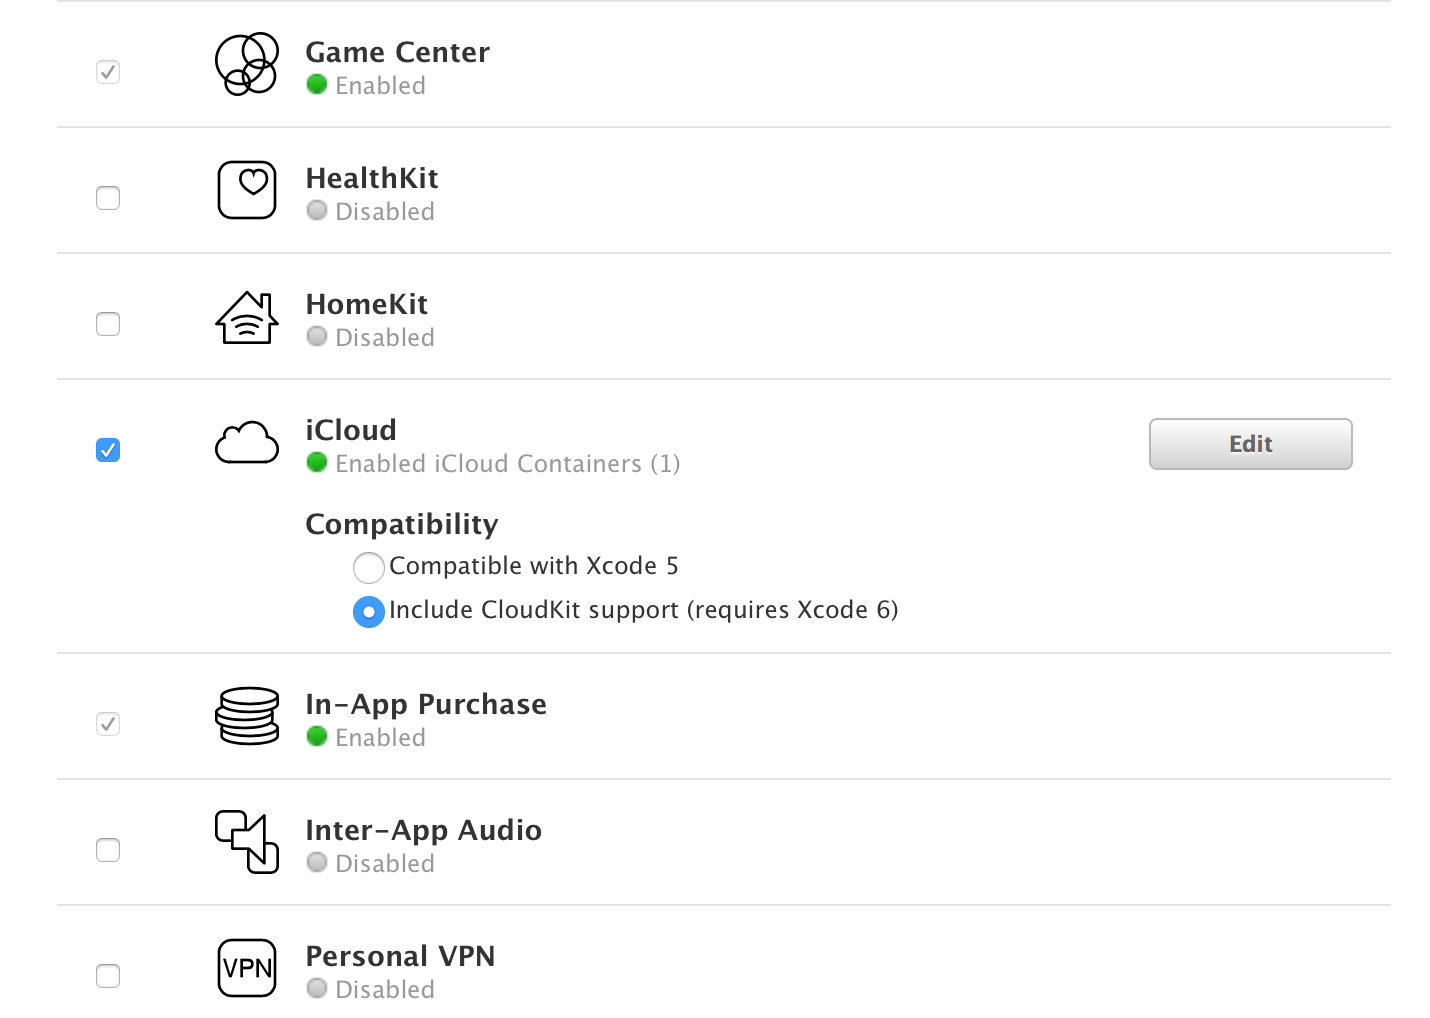 Game Center
Enabled
HealthKit
Disabled
HomeKit
Disabled
iCloud
Enabled iCloud Containers (1)
Edit
Compatibility
Compatible with Xcode 5
Include CloudKit support (requires Xcode 6)
In-App Purchase
Enabled
Inter-App Audio
Disabled
VPN
Personal VPN
Disabled